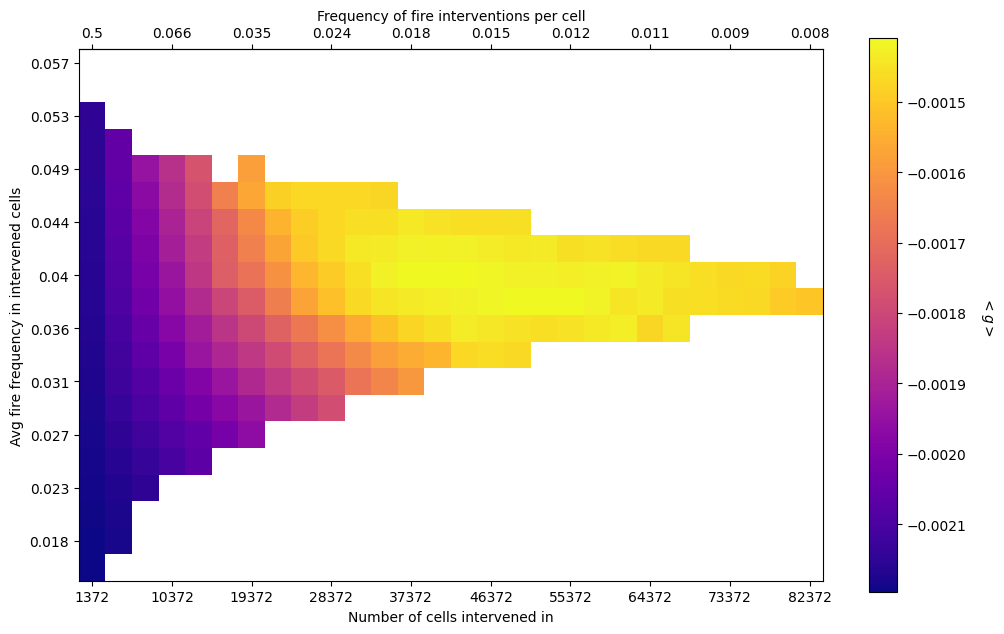 Frequency of fire interventions per cell
0.5 0.066 0.035 0.024 0.018 0.015 0.012 0.011 0.009 0.008
Avg fire frequency in intervened cells
0.057
0.053
0.049
0.044
0.04
0.036
0.031
0.027
0.023
0.018
1372 10372 19372 28372 37372 46372 55372 64372 73372 82372
Number of cells intervened in
−0.0015
−0.0016
−0.0017
−0.0018
−0.0019
−0.0020
−0.0021
< g >